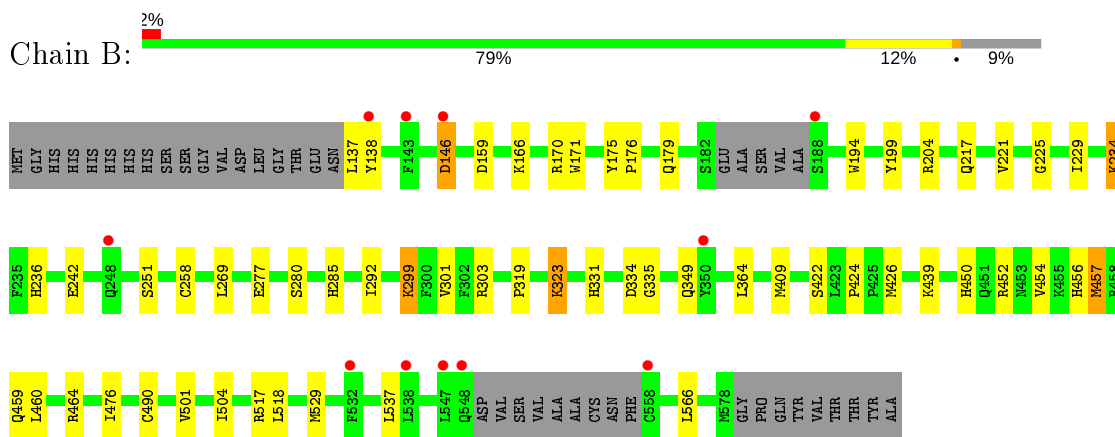 2%
Chain B:
79% 12% • 9%
MET GLY HIS HIS HIS HIS HIS HIS SER SER GLY VAL ASP LEU GLY THR GLU ASN L137 Y138 F143 D146 D159 K166 R170 W171 Y175 P176 Q179 S182 GLU ALA SER VAL ALA S188 W194 Y199 R204 Q217 V221 G225 I229 K234
F235 H236 E242 Q248 S251 C258 L269 E277 S280 H285 I292 K299 F300 V301 F302 R303 P319 K323 H331 D334 G335 Q349 Y350 L364 M409 S422 L423 P424 P425 M426 K439 H450 Q451 R452 N453 V454 K455 H456 M457 R458
Q459 L460 R464 I476 C490 V501 I504 R517 L518 M529 F532 L537 L538 L547 Q548 ASP VAL SER VAL ALA ALA CYS ASN PHE C558 L566 M578 GLY PRO GLN TYR VAL THR THR TYR ALA